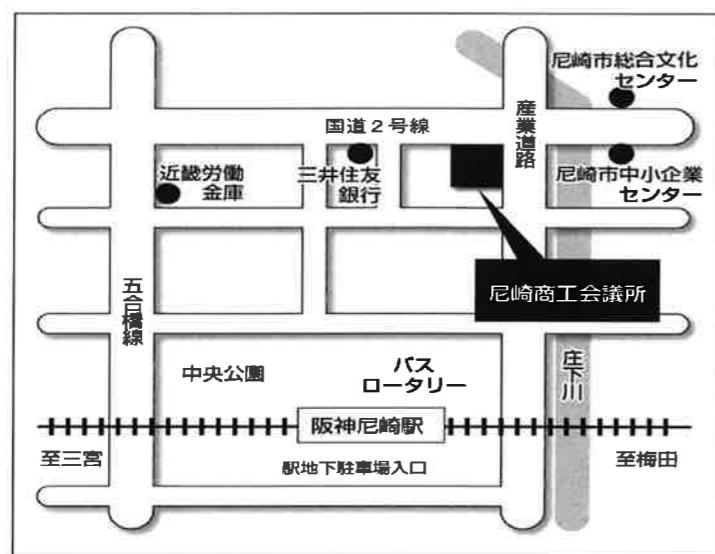 尼崎市総合文化
センター
産業道路
国道2号線
近畿労働
金庫
三井住友
銀行
尼崎市中小企業
センター
尼崎商工会議所
五合橋線
中央公園
バス
ロータリー
庄下川
阪神尼崎駅
至三宮
駅地下駐車場入口
至梅田